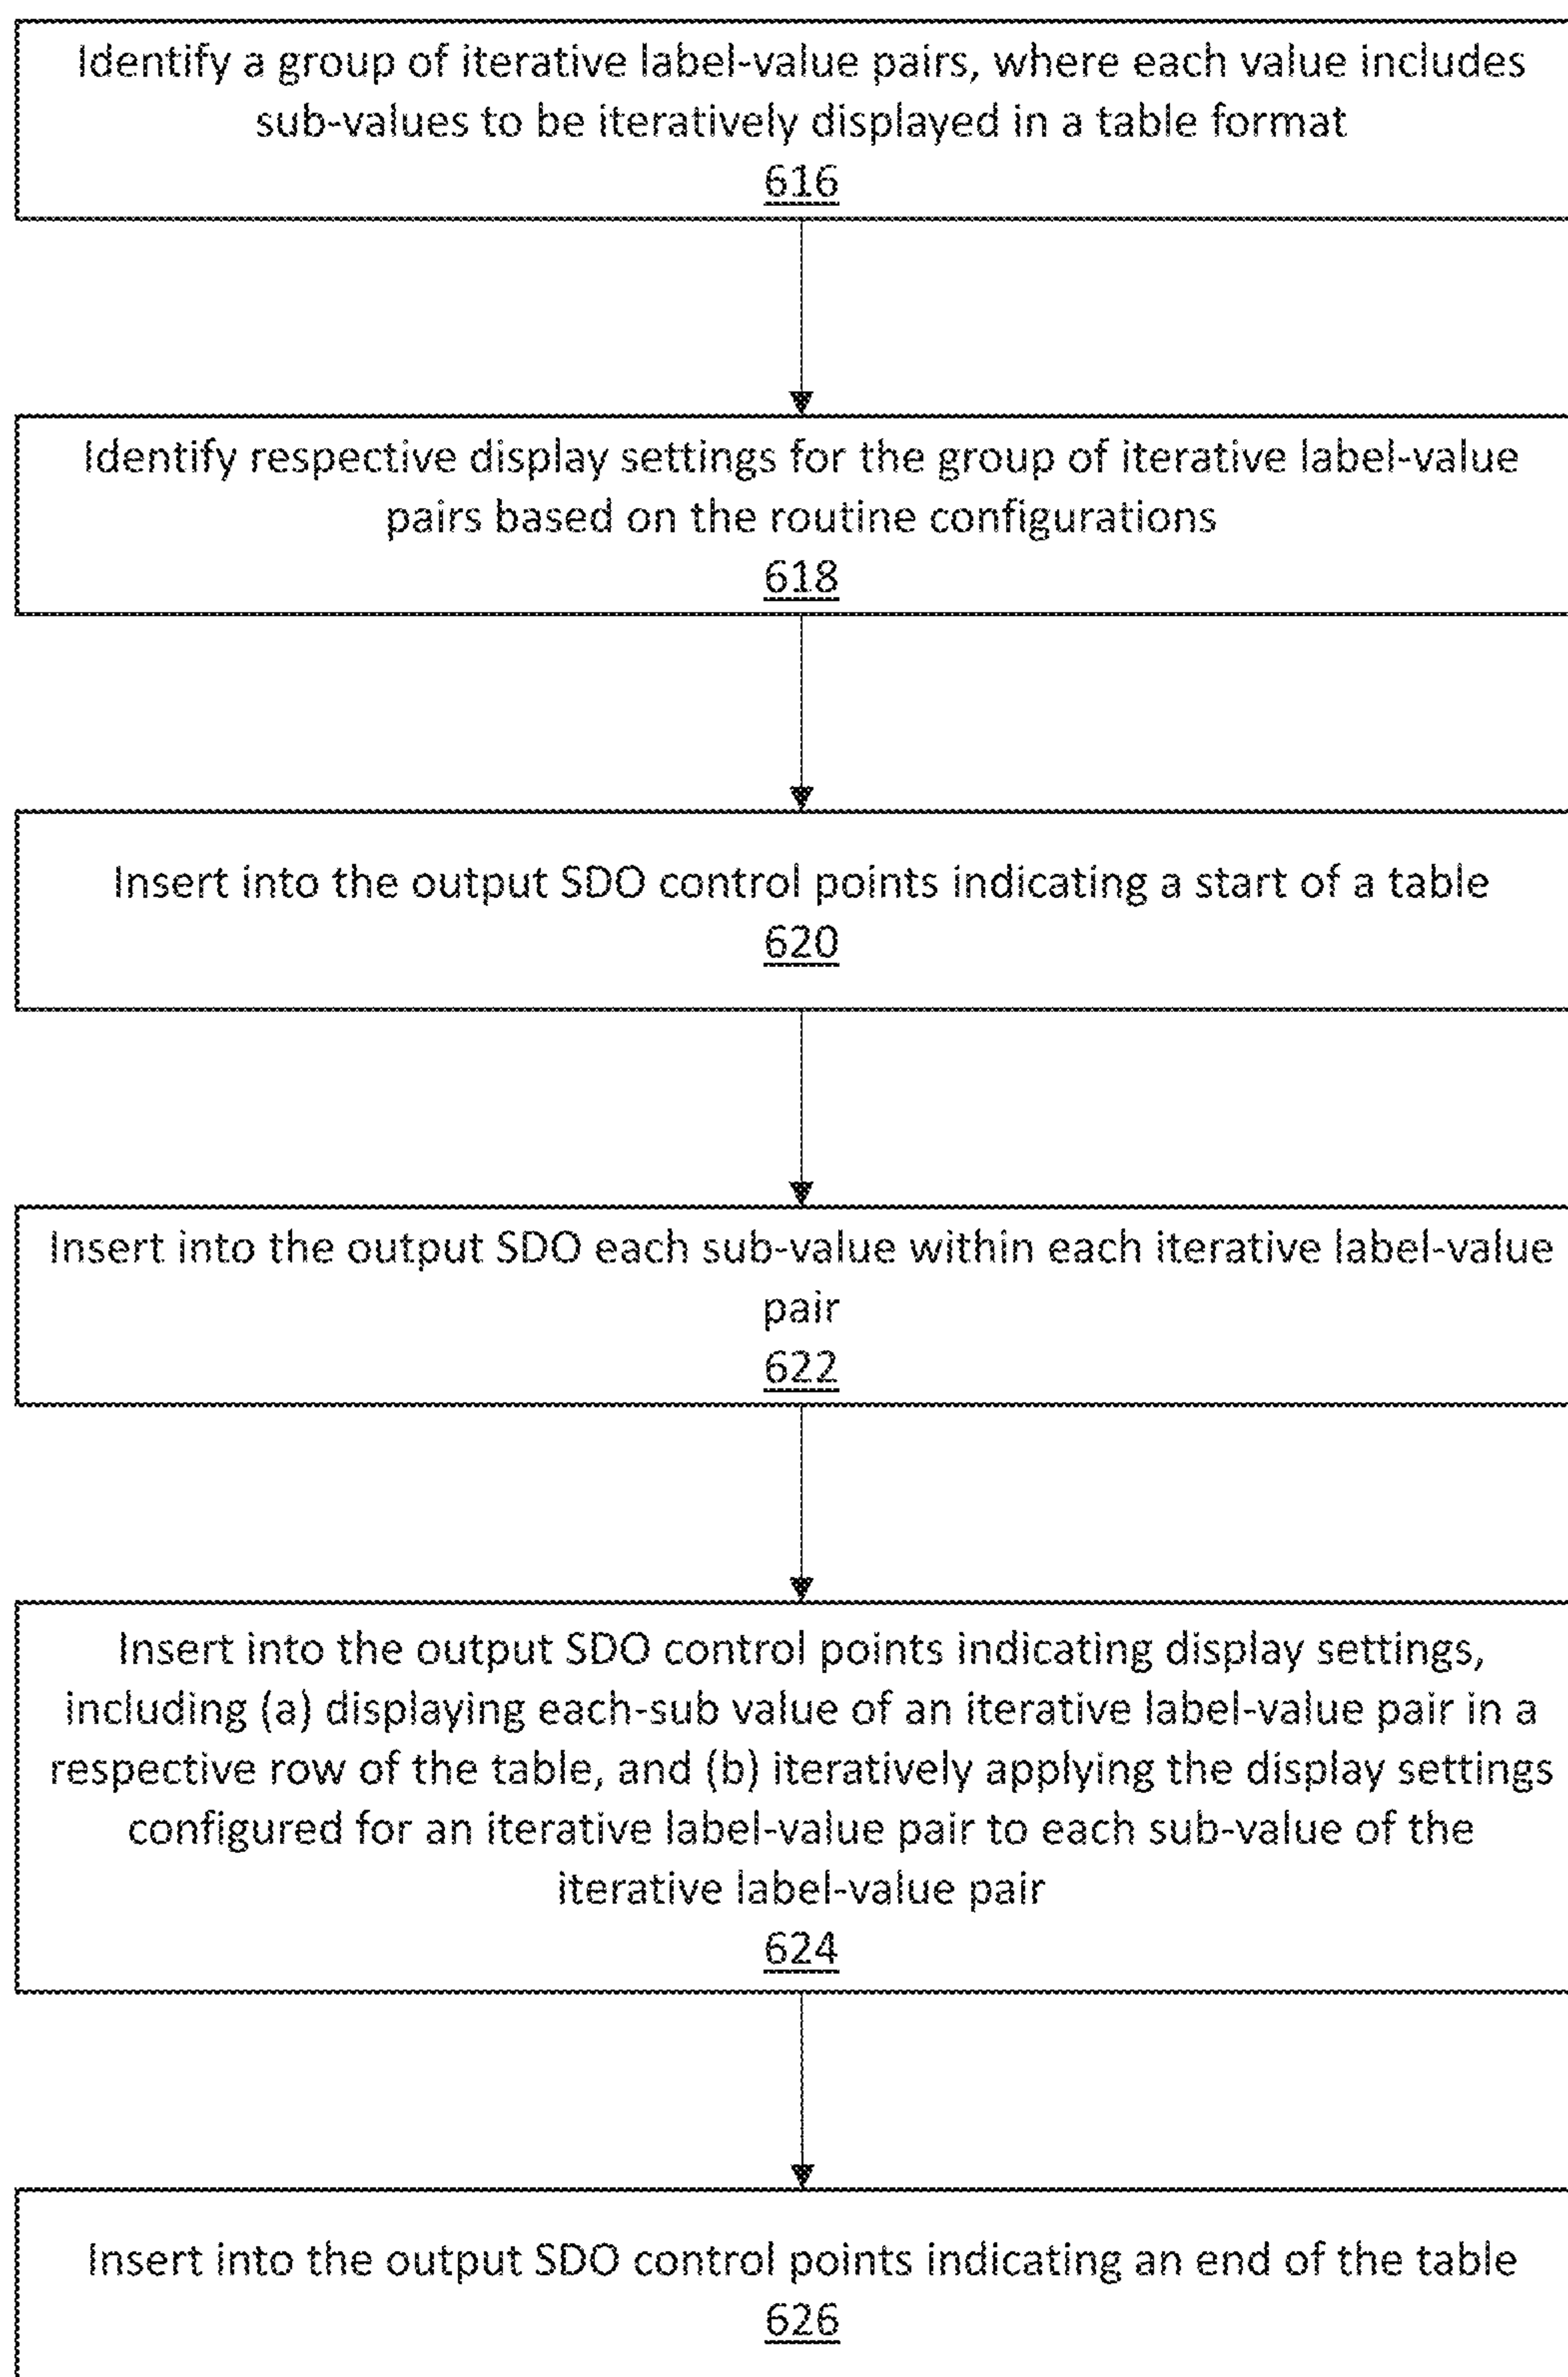 Identify a group of iterative label-value pairs, where each value includes
sub-values to be iteratively displayed in a table format
616
Identify respective display settings for the group of iterative label-value
pairs based on the routine configurations
618
Insert into the output SDO control points indicating a start of a table
620
Insert into the output SDO each sub-value within each iterative label-value
pair
622
Insert into the output SDO control points indicating display settings,
including (a) displaying each-sub value of an iterative label-value pair in a
respective row of the table, and (b) iteratively applying the display settings
configured for an iterative label-value pair to each sub-value of the
iterative label-value pair
624
Insert into the output SDO control points indicating an end of the table
626